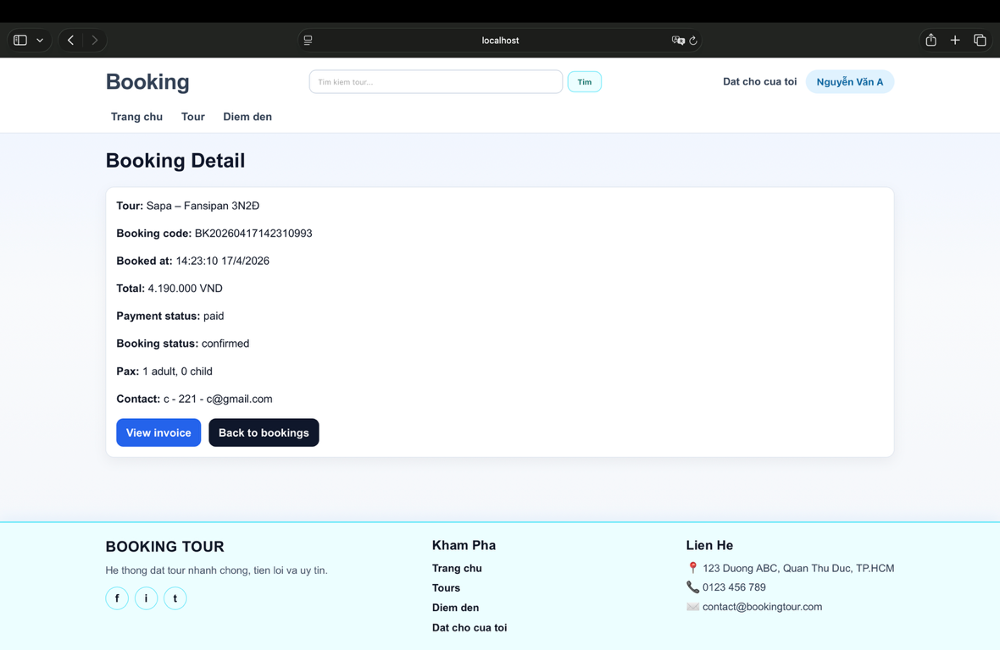 localhost
Booking
Tim kiem tour...
Tim
Dat cho cua toi
Nguyễn Văn A
Trang chu
Tour
Diem den
Booking Detail
Tour: Sapa – Fansipan 3N2Đ
Booking code: BK20260417142310993
Booked at: 14:23:10 17/4/2026
Total: 4.190.000 VND
Payment status: paid
Booking status: confirmed
Pax: 1 adult, 0 child
Contact: c - 221 - c@gmail.com
View invoice
Back to bookings
BOOKING TOUR
He thong dat tour nhanh chong, tien loi va uy tin.
f
i
t
Kham Pha
Trang chu
Tours
Diem den
Dat cho cua toi
Lien He
📍 123 Duong ABC, Quan Thu Duc, TP.HCM
📞 0123 456 789
✉️ contact@bookingtour.com